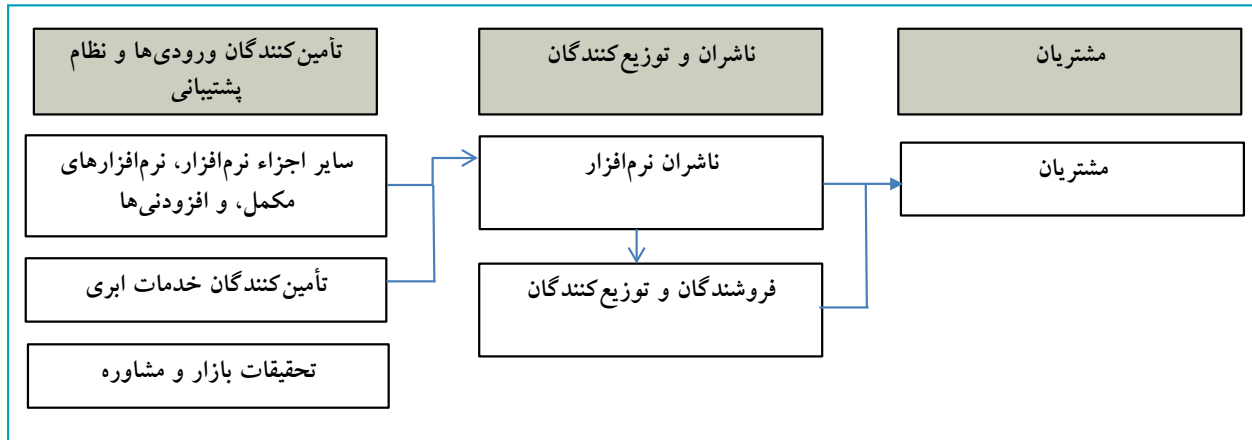 تأمین‌کنندگان ورودی‌ها و نظام
پشتیبانی
ناشران و توزیع‌کنندگان
مشتریان
سایر اجزاء نرم‌افزار، نرم‌افزارهای
مکمل، و افزودنی‌ها
ناشران نرم‌افزار
مشتریان
تأمین‌کنندگان خدمات ابری
فروشندگان و توزیع‌کنندگان
تحقیقات بازار و مشاوره